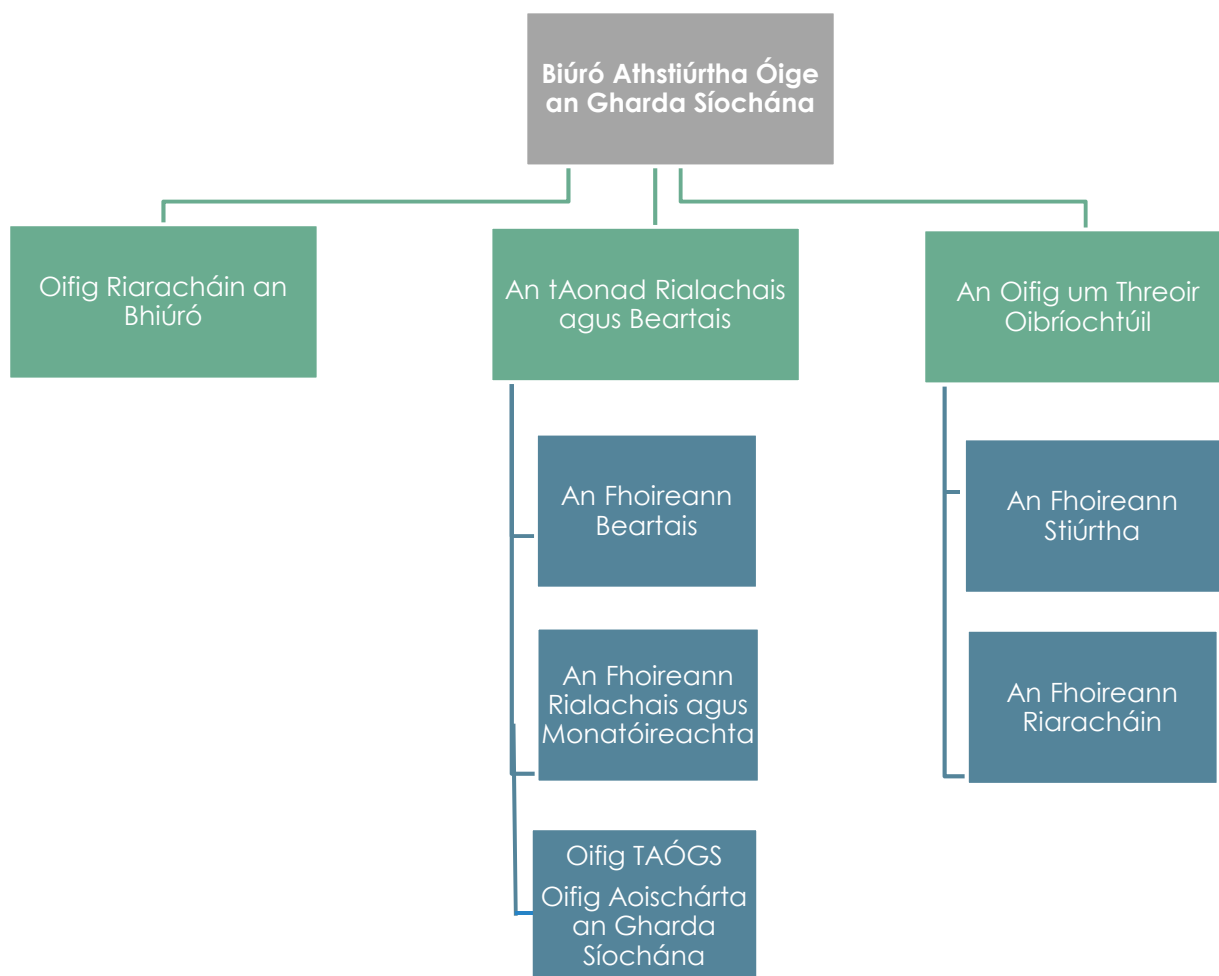 Biúró Athstiúrtha Óige
an Gharda Síochána
Oifig Riaracháin an
Bhiúró
An tAonad Rialachais
agus Beartais
An Oifig um Threoir
Oibríochtúil
An Fhoireann
Beartais
An Fhoireann
Stiúrtha
An Fhoireann
Rialachais agus
Monatóireachta
An Fhoireann
Riaracháin
Oifig TAÓGS
Oifig Aoischárta
an Gharda
Síochána